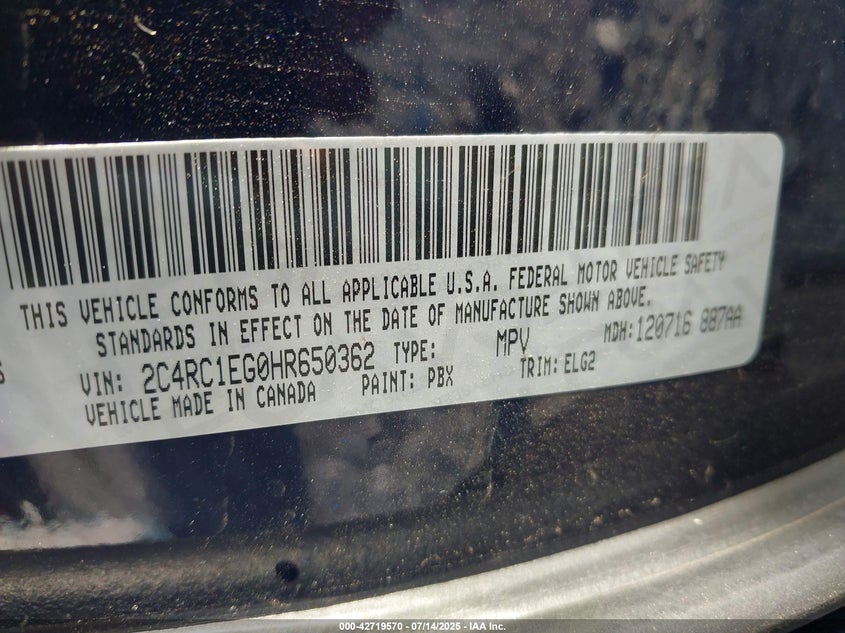 THIS VEHICLE CONFORMS TO ALL APPLICABLE U.S.A. FEDERAL MOTOR VEHICLE SAFETY
STANDARDS IN EFFECT ON THE DATE OF MANUFACTURE SHOWN ABOVE.
VIN: 2C4RC1EG0HR650362 TYPE: MPV MDH: 120716 887AA
VEHICLE MADE IN CANADA PAINT: PBX TRIM: ELG2
000-42719570 - 07/14/2025 - IAA Inc.